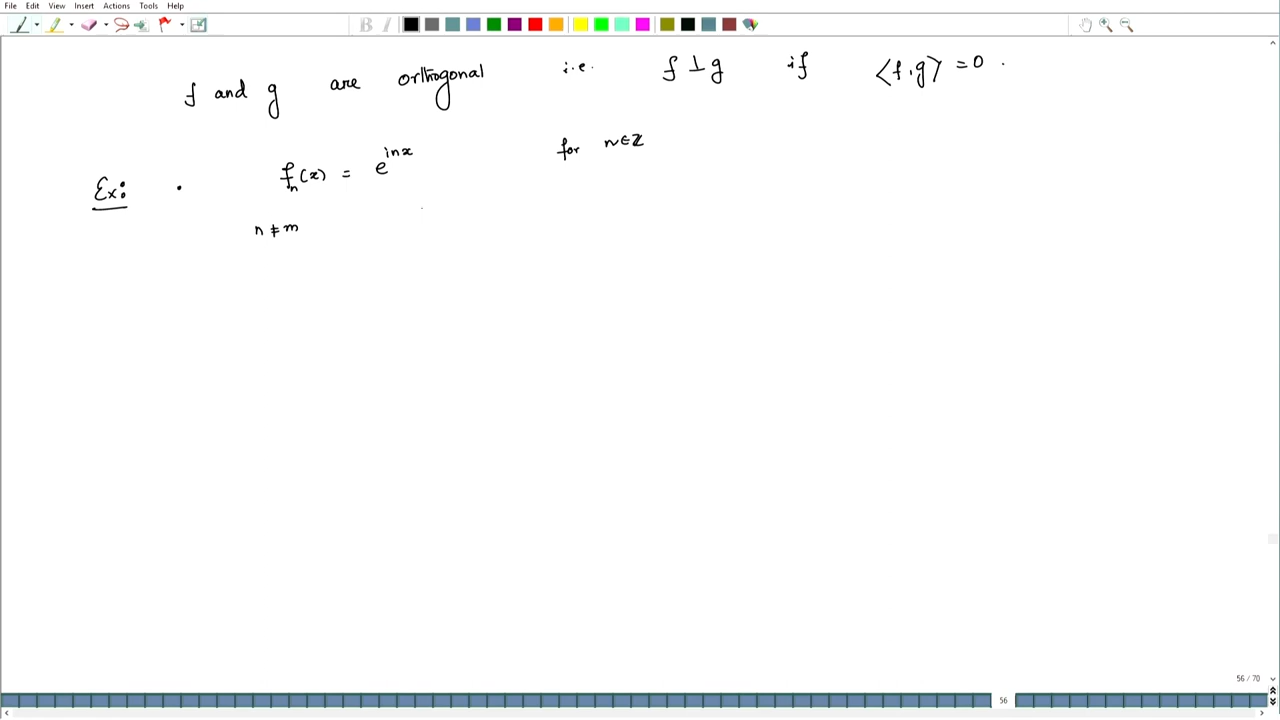 File Edit View Insert Actions Tools Help
B I
f and g are orthogonal i.e. f ⊥ g if ⟨f, g⟩ = 0 .
Ex: • fₙ(x) = e^{inx} for n ∈ ℤ
n ≠ m
56 / 70
56